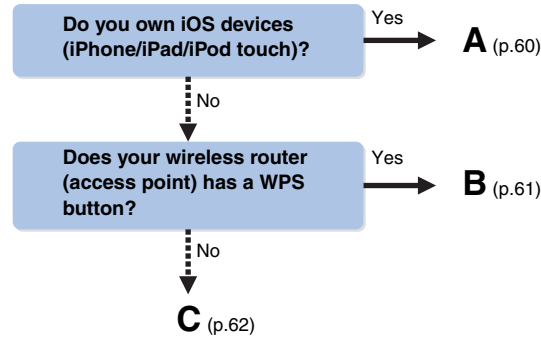 Do you own iOS devices
(iPhone/iPad/iPod touch)?
Yes
A (p.60)
No
Does your wireless router
(access point) has a WPS
button?
Yes
B (p.61)
No
C (p.62)